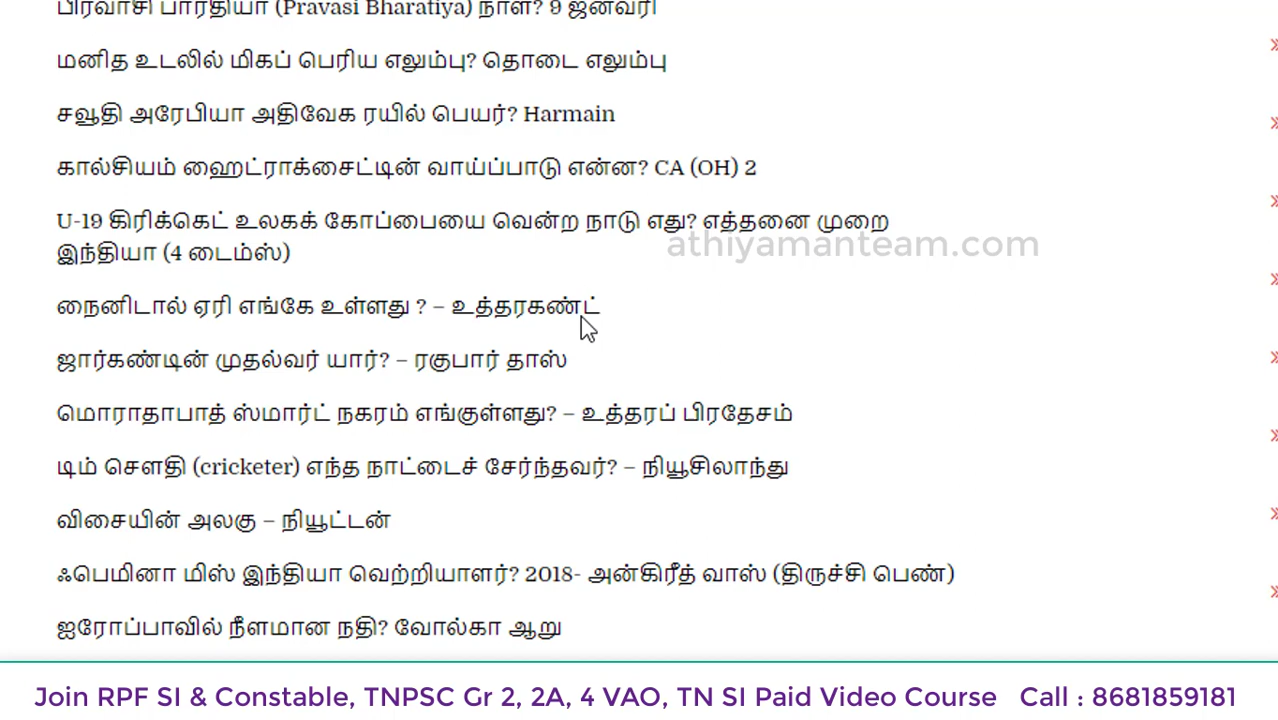 பிரவாசி பாரதியா (Pravasi Bharatiya) நாள்? 9 ஜனவரி
மனித உடலில் மிகப் பெரிய எலும்பு? தொடை எலும்பு
சவூதி அரேபியா அதிவேக ரயில் பெயர்? Harmain
கால்சியம் ஹைட்ராக்சைட்டின் வாய்ப்பாடு என்ன? CA (OH) 2
U-19 கிரிக்கெட் உலகக் கோப்பையை வென்ற நாடு எது? எத்தனை முறை
athiyamanteam.com
இந்தியா (4 டைம்ஸ்)
நைனிடால் ஏரி எங்கே உள்ளது ? – உத்தரகண்ட்
ஜார்கண்டின் முதல்வர் யார்? – ரகுபார் தாஸ்
மொராதாபாத் ஸ்மார்ட் நகரம் எங்குள்ளது? – உத்தரப் பிரதேசம்
டிம் சௌதி (cricketer) எந்த நாட்டைச் சேர்ந்தவர்? – நியூசிலாந்து
விசையின் அலகு – நியூட்டன்
ஃபெமினா மிஸ் இந்தியா வெற்றியாளர்? 2018- அன்கிரீத் வாஸ் (திருச்சி பெண்)
ஐரோப்பாவில் நீளமான நதி? வோல்கா ஆறு
Join RPF SI & Constable, TNPSC Gr 2, 2A, 4 VAO, TN SI Paid Video Course Call : 8681859181